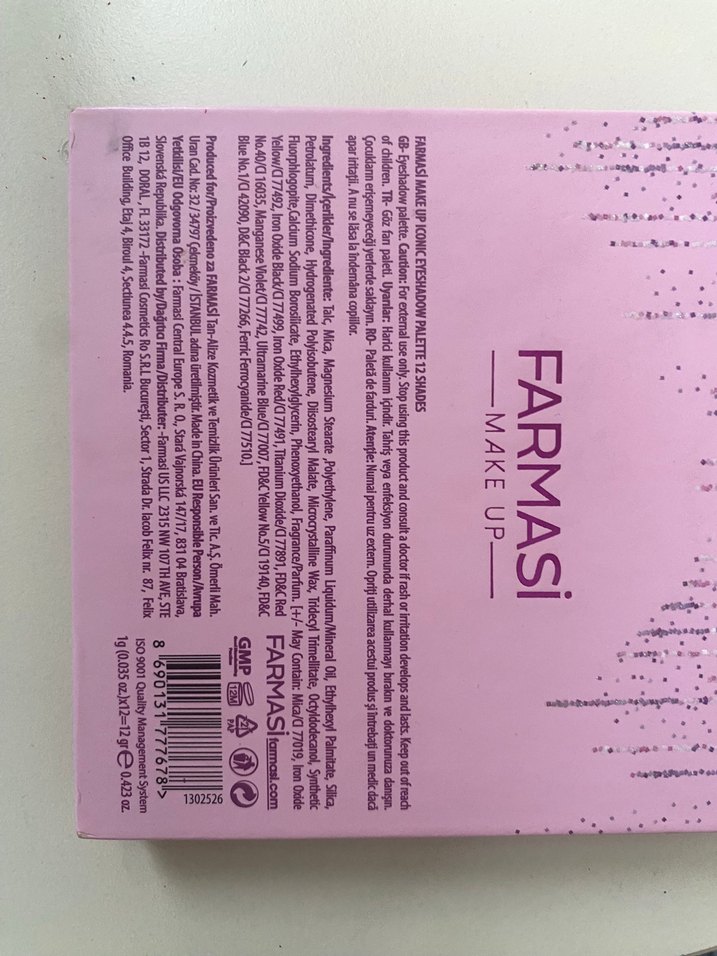 FARMASİ
MAKE UP
FARMASİ MAKE UP ICONIC EYESHADOW PALETTE 12 SHADES
GB- Eyeshadow palette. Caution: For external use only. Stop using this product and consult a doctor if rash or irritation develops and lasts. Keep out of reach
of children. TR- Göz farı paleti. Uyarılar: Harici kullanım içindir. Tahriş veya enfeksiyon durumunda derhal kullanmayı bırakın ve doktorunuza danışın.
Çocukların erişemeyeceği yerlerde saklayın. RO- Paletă de farduri. Atenţie: Numai pentru uz extern. Opriţi utilizarea acestui produs şi întrebaţi un medic dacă
apar iritaţii. A nu se lăsa la îndemâna copiilor.
Ingredients/İçerikler/Ingrediente: Talc, Mica, Magnesium Stearate ,Polyethylene, Paraffinum Liquidum/Mineral Oil, Ethylhexyl Palmitate, Silica,
Petrolatum, Dimethicone, Hydrogenated Polyisobutene, Diisostearyl Malate, Microcrystalline Wax, Tridecyl Trimellitate, Octyldodecanol, Synthetic
Fluorphlogopite,Calcium Sodium Borosilicate, Ethylhexylglycerin, Phenoxyethanol, Fragrance/Parfum. [+/- May Contain: Mica/CI 77019, Iron Oxide
Yellow/CI 77492, Iron Oxide Black/CI 77499, Iron Oxide Red/CI 77491, Titanium Dioxide/CI 77891, FD&C Red
No.40/CI 16035, Manganese Violet/CI 77742, Ultramarine Blue/CI 77007, FD&C Yellow No.5/CI 19140, FD&C
Blue No.1/CI 42090, D&C Black 2/CI 77266, Ferric Ferrocyanide/CI 77510.]
Produced for/Proizvedeno za FARMASİ Tan-Alize Kozmetik ve Temizlik Ürünleri San. ve Tic. A.Ş. Ömerli Mah.
Uran Cad. No: 32 / 34797 Çekmeköy / İSTANBUL adına üretilmiştir. Made in China. EU Responsible Person/Avrupa
Yetkilisi/EU Odgovorna Osoba : Farmasi Central Europe S. R. O., Stará Vajnorská 147/17, 831 04 Bratislava,
Slovenská Republika. Distributed by/Dağıtıcı Firma /Distributer: -Farmasi US LLC 2315 NW 107 TH AVE, STE
1B 12, DORAL , FL 33172 -Farmasi Cosmetics Ro S.R.L Bucureşti, Sector 1, Strada Dr. Iacob Felix nr. 87, Felix
Office Building, Etaj 4, Biroul 4, Sectiunea 4.4.5, Romania.
FARMASİ farmasi.com
GMP
12M
21
PAP
1302526
8 690131 777678 >
ISO 9001 Quality Management System
1g (0.035 oz.)x12=12 gr ℮ 0.423 oz.